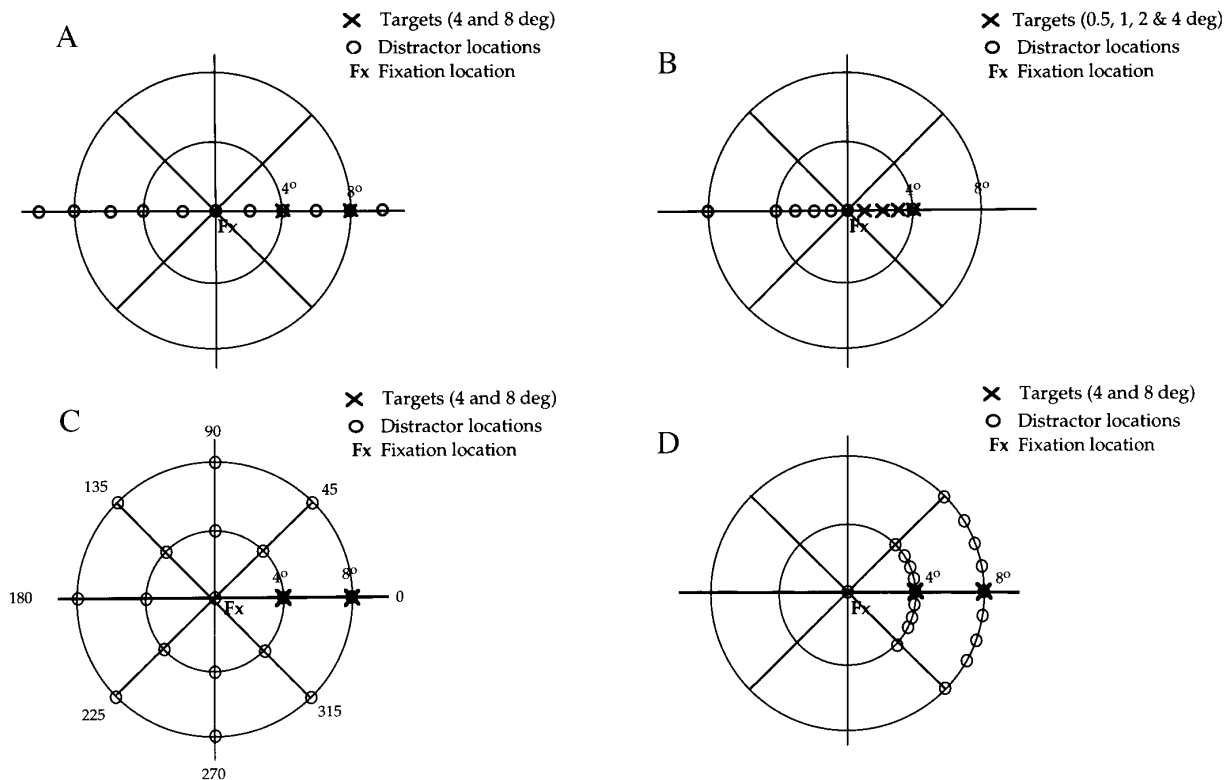 A
Targets (4 and 8 deg)
Distractor locations
Fx Fixation location
4°
8°
Fx
B
Targets (0.5, 1, 2 & 4 deg)
Distractor locations
Fx Fixation location
4°
8°
Fx
C
Targets (4 and 8 deg)
Distractor locations
Fx Fixation location
90
135
45
4°
8°
180
Fx
0
225
315
270
D
Targets (4 and 8 deg)
Distractor locations
Fx Fixation location
4°
8°
Fx